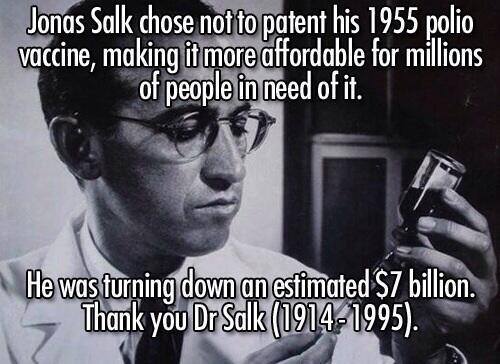 Jonas Salk chose not to patent his 1955 polio
vaccine, making it more affordable for millions
of people in need of it.
He was turning down an estimated $7 billion.
Thank you Dr Salk (1914-1995).